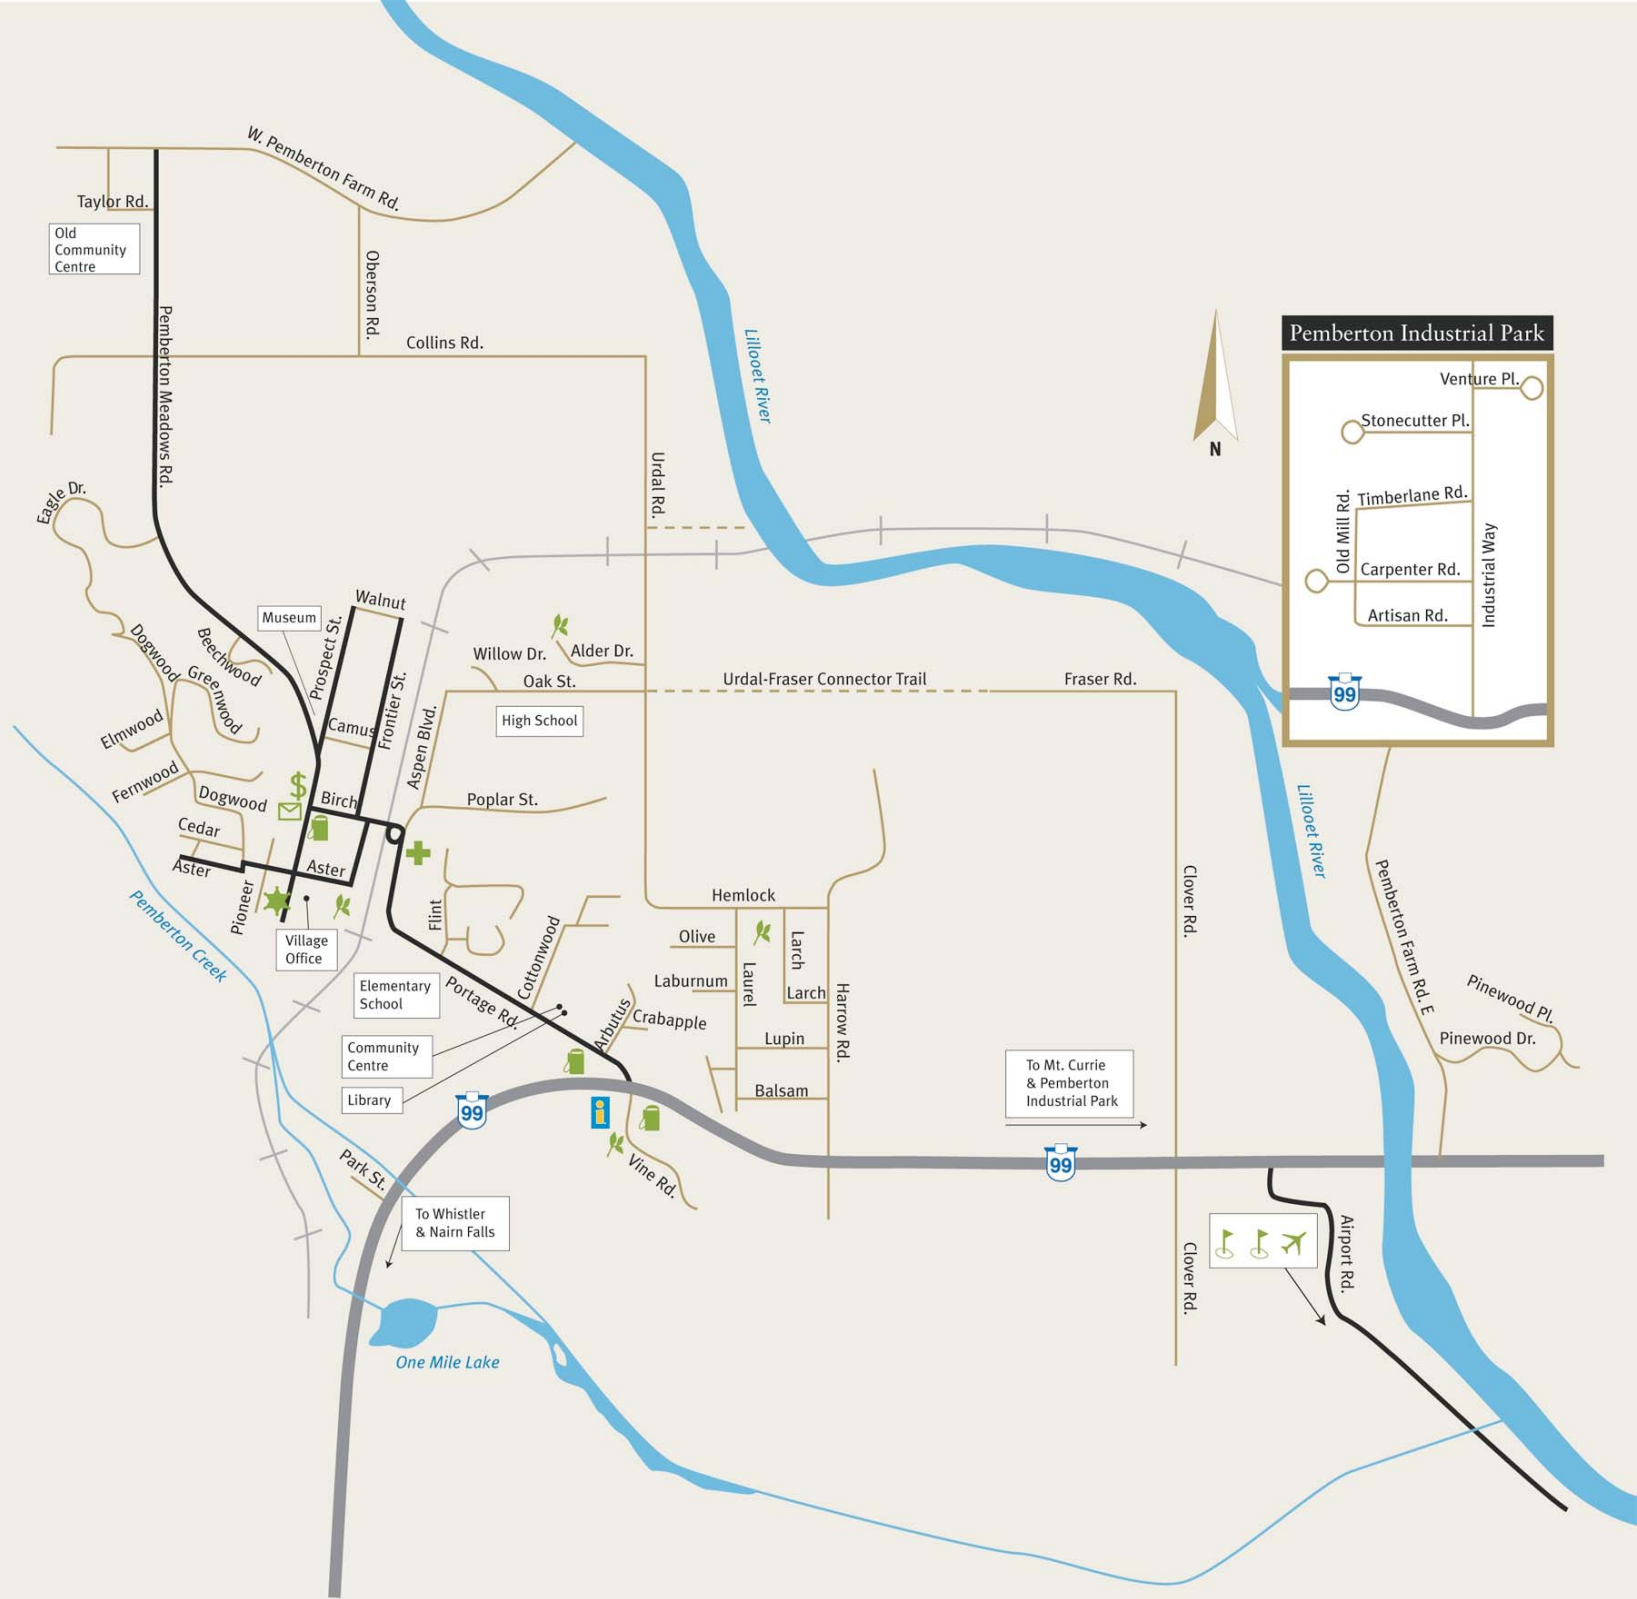 W. Pemberton Farm Rd.
Taylor Rd.
Old
Community
Centre
Oberson Rd.
Pemberton Meadows Rd.
Collins Rd.
Lillooet River
Urdal Rd.
N
Pemberton Industrial Park
Venture Pl.
Stonecutter Pl.
Timberlane Rd.
Old Mill Rd.
Industrial Way
Carpenter Rd.
Artisan Rd.
99
Eagle Dr.
Walnut
Museum
Prospect St.
Dogwood
Beechwood
Greenwood
Willow Dr.
Alder Dr.
Oak St.
Urdal-Fraser Connector Trail
Fraser Rd.
High School
Frontier St.
Camus
Aspen Blvd.
Elmwood
Fernwood
$
Dogwood
Birch
Poplar St.
Cedar
Aster
Aster
Pioneer
Pemberton Creek
Village
Office
Flint
Hemlock
Cottonwood
Olive
Larch
Laburnum
Laurel
Larch
Harrow Rd.
Clover Rd.
Lillooet River
Pemberton Farm Rd. E
Pinewood Pl.
Pinewood Dr.
Elementary
School
Portage Rd.
Arbutus
Crabapple
Community
Centre
Lupin
Library
Balsam
To Mt. Currie
& Pemberton
Industrial Park
99
i
99
Park St.
Vine Rd.
To Whistler
& Nairn Falls
Airport Rd.
Clover Rd.
One Mile Lake